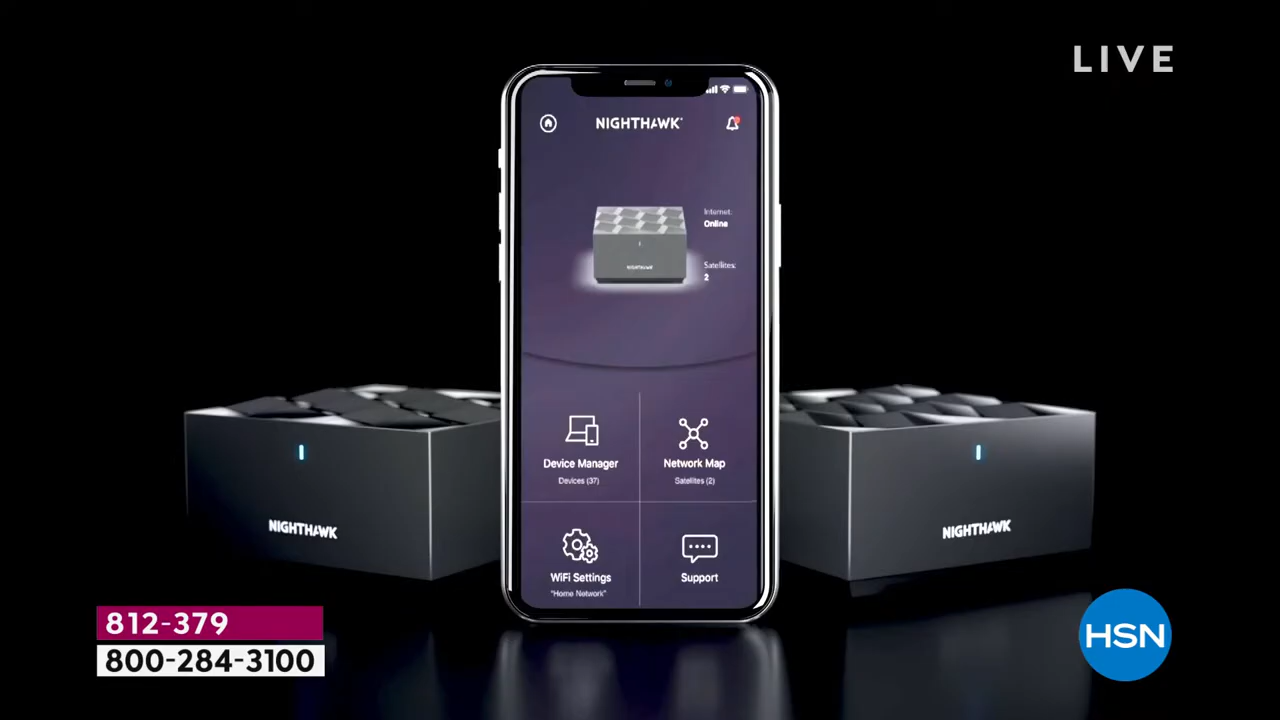 LIVE
NIGHTHAWK
Internet:
Online
NIGHTHAWK
Satellites:
2
Device Manager
Devices (37)
Network Map
Satellites (2)
NIGHTHAWK
NIGHTHAWK
WiFi Settings
"Home Network"
Support
812-379
800-284-3100
HSN